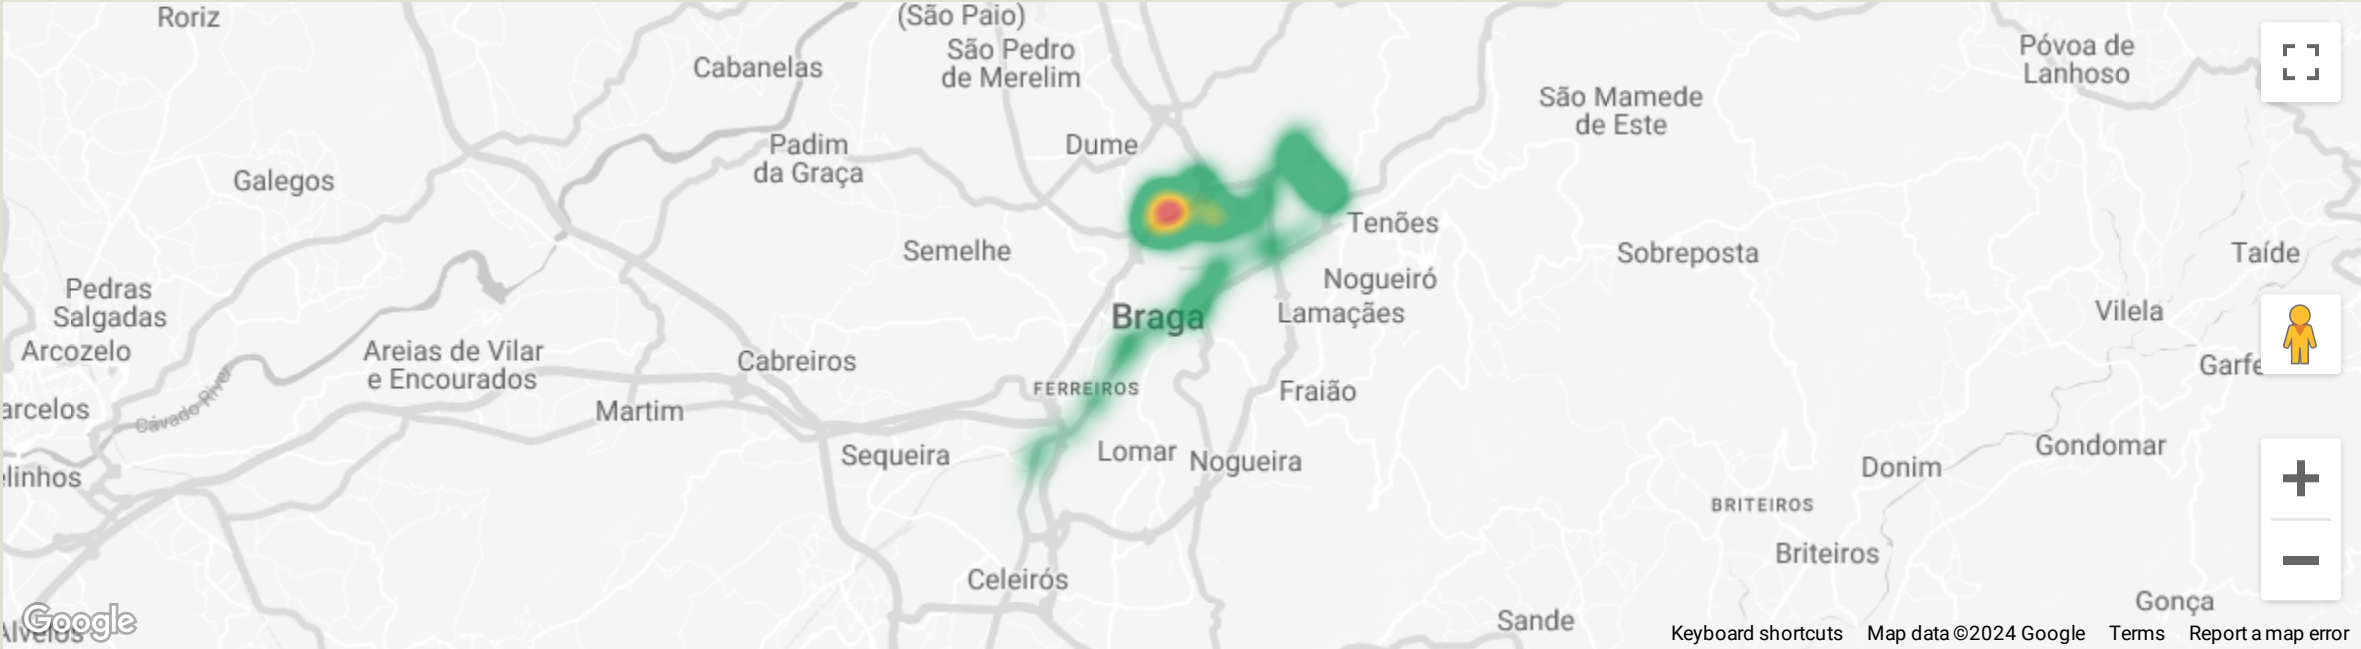 Roriz
(São Paio)
São Pedro
de Merelim
Cabanelas
Póvoa de
Lanhoso
São Mamede
de Este
Dume
Padim
da Graça
Galegos
Tenões
Semelhe
Sobreposta
Taíde
Nogueiró
Pedras
Salgadas
Braga
Lamaçães
Vilela
Arcozelo
Areias de Vilar
e Encourados
Cabreiros
Garfe
FERREIROS
Fraião
arcelos
Cávado River
Martim
Sequeira
Lomar
Nogueira
Gondomar
Donim
elinhos
BRITEIROS
Briteiros
Celeirós
Gonça
Sande
Google
Alvelos
Keyboard shortcuts
Map data ©2024 Google
Terms
Report a map error